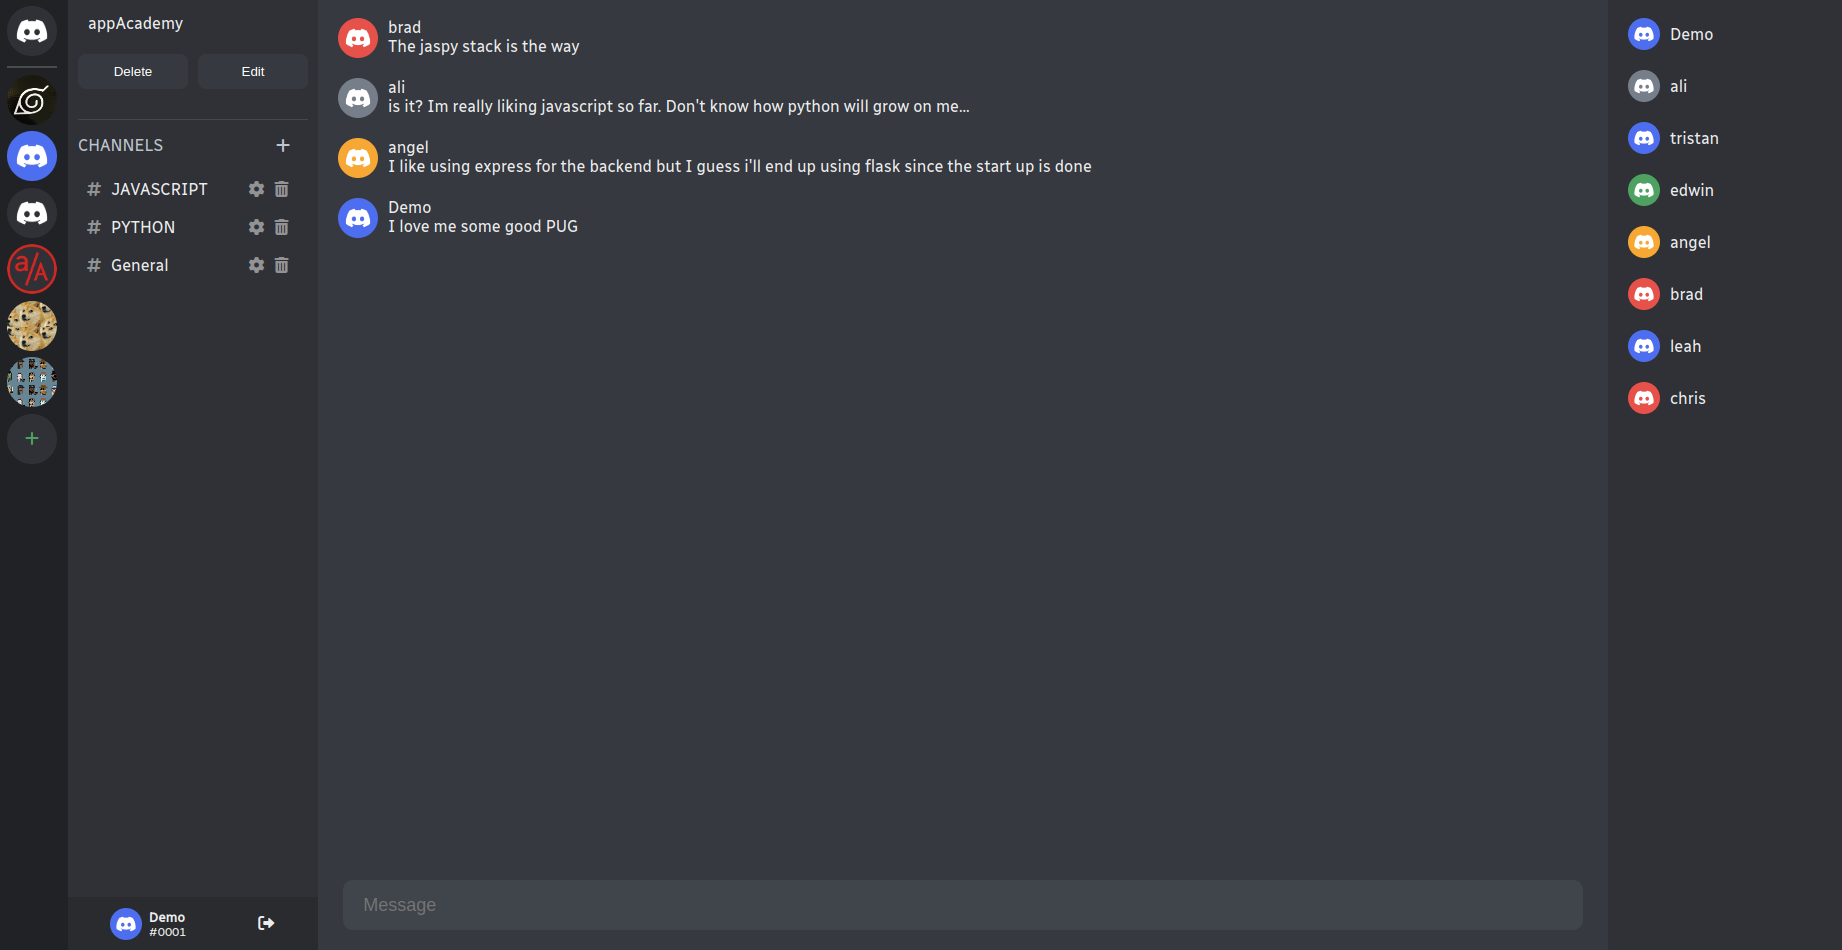 appAcademy
Delete
Edit
CHANNELS
+
# JAVASCRIPT
# PYTHON
# General
a/A
+
Demo
#0001
brad
The jaspy stack is the way
ali
is it? Im really liking javascript so far. Don't know how python will grow on me...
angel
I like using express for the backend but I guess i'll end up using flask since the start up is done
Demo
I love me some good PUG
Message
Demo
ali
tristan
edwin
angel
brad
leah
chris